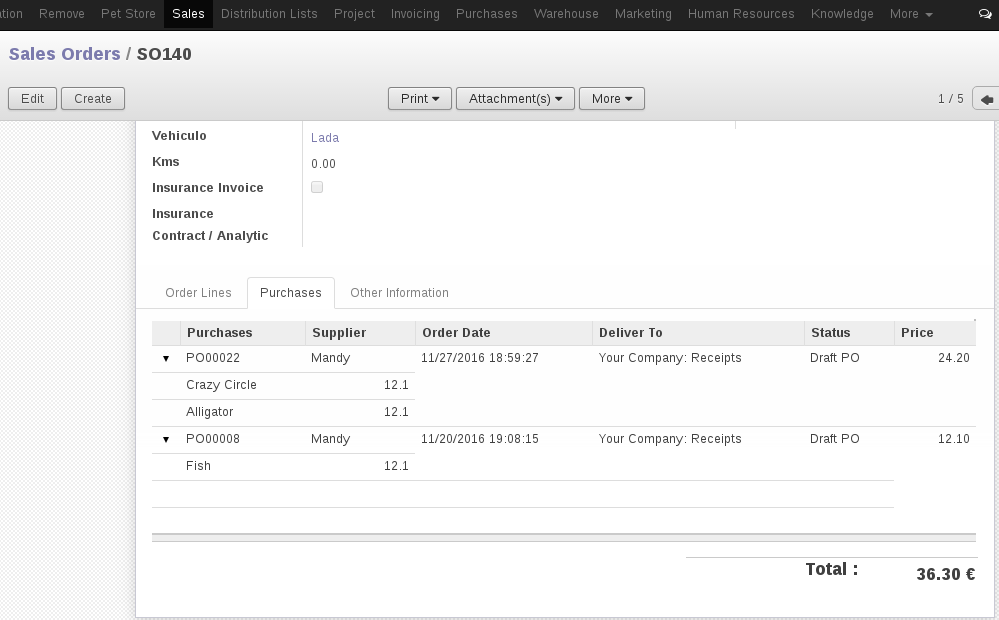 ation Remove Pet Store Sales Distribution Lists Project Invoicing Purchases Warehouse Marketing Human Resources Knowledge More
Sales Orders / SO140
Edit Create Print Attachment(s) More 1 / 5
Vehiculo Lada
Kms 0.00
Insurance Invoice
Insurance
Contract / Analytic
Order Lines Purchases Other Information
Purchases Supplier Order Date Deliver To Status Price
PO00022 Mandy 11/27/2016 18:59:27 Your Company: Receipts Draft PO 24.20
Crazy Circle 12.1
Alligator 12.1
PO00008 Mandy 11/20/2016 19:08:15 Your Company: Receipts Draft PO 12.10
Fish 12.1
Total : 36.30 €